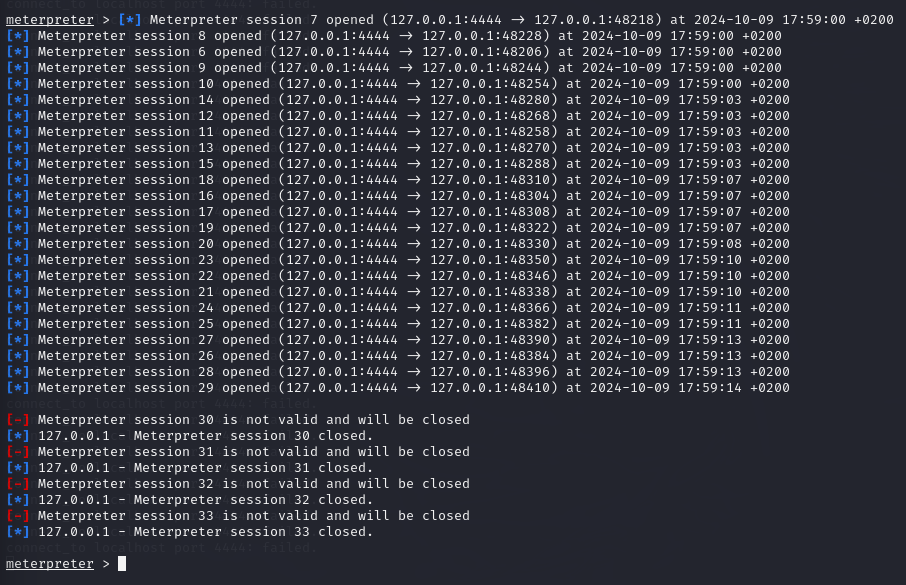 meterpreter > [*] Meterpreter session 7 opened (127.0.0.1:4444 → 127.0.0.1:48218) at 2024-10-09 17:59:00 +0200
[*] Meterpreter session 8 opened (127.0.0.1:4444 → 127.0.0.1:48228) at 2024-10-09 17:59:00 +0200
[*] Meterpreter session 6 opened (127.0.0.1:4444 → 127.0.0.1:48206) at 2024-10-09 17:59:00 +0200
[*] Meterpreter session 9 opened (127.0.0.1:4444 → 127.0.0.1:48244) at 2024-10-09 17:59:00 +0200
[*] Meterpreter session 10 opened (127.0.0.1:4444 → 127.0.0.1:48254) at 2024-10-09 17:59:00 +0200
[*] Meterpreter session 14 opened (127.0.0.1:4444 → 127.0.0.1:48280) at 2024-10-09 17:59:03 +0200
[*] Meterpreter session 12 opened (127.0.0.1:4444 → 127.0.0.1:48268) at 2024-10-09 17:59:03 +0200
[*] Meterpreter session 11 opened (127.0.0.1:4444 → 127.0.0.1:48258) at 2024-10-09 17:59:03 +0200
[*] Meterpreter session 13 opened (127.0.0.1:4444 → 127.0.0.1:48270) at 2024-10-09 17:59:03 +0200
[*] Meterpreter session 15 opened (127.0.0.1:4444 → 127.0.0.1:48288) at 2024-10-09 17:59:03 +0200
[*] Meterpreter session 18 opened (127.0.0.1:4444 → 127.0.0.1:48310) at 2024-10-09 17:59:07 +0200
[*] Meterpreter session 16 opened (127.0.0.1:4444 → 127.0.0.1:48304) at 2024-10-09 17:59:07 +0200
[*] Meterpreter session 17 opened (127.0.0.1:4444 → 127.0.0.1:48308) at 2024-10-09 17:59:07 +0200
[*] Meterpreter session 19 opened (127.0.0.1:4444 → 127.0.0.1:48322) at 2024-10-09 17:59:07 +0200
[*] Meterpreter session 20 opened (127.0.0.1:4444 → 127.0.0.1:48330) at 2024-10-09 17:59:08 +0200
[*] Meterpreter session 23 opened (127.0.0.1:4444 → 127.0.0.1:48350) at 2024-10-09 17:59:10 +0200
[*] Meterpreter session 22 opened (127.0.0.1:4444 → 127.0.0.1:48346) at 2024-10-09 17:59:10 +0200
[*] Meterpreter session 21 opened (127.0.0.1:4444 → 127.0.0.1:48338) at 2024-10-09 17:59:10 +0200
[*] Meterpreter session 24 opened (127.0.0.1:4444 → 127.0.0.1:48366) at 2024-10-09 17:59:11 +0200
[*] Meterpreter session 25 opened (127.0.0.1:4444 → 127.0.0.1:48382) at 2024-10-09 17:59:11 +0200
[*] Meterpreter session 27 opened (127.0.0.1:4444 → 127.0.0.1:48390) at 2024-10-09 17:59:13 +0200
[*] Meterpreter session 26 opened (127.0.0.1:4444 → 127.0.0.1:48384) at 2024-10-09 17:59:13 +0200
[*] Meterpreter session 28 opened (127.0.0.1:4444 → 127.0.0.1:48396) at 2024-10-09 17:59:13 +0200
[*] Meterpreter session 29 opened (127.0.0.1:4444 → 127.0.0.1:48410) at 2024-10-09 17:59:14 +0200
connect_to localhost port 4444: failed.
[-] Meterpreter session 30 is not valid and will be closed
[*] 127.0.0.1 - Meterpreter session 30 closed.
[-] Meterpreter session 31 is not valid and will be closed
[*] 127.0.0.1 - Meterpreter session 31 closed.
[-] Meterpreter session 32 is not valid and will be closed
[*] 127.0.0.1 - Meterpreter session 32 closed.
[-] Meterpreter session 33 is not valid and will be closed
[*] 127.0.0.1 - Meterpreter session 33 closed.
connect_to localhost port 4444: failed.
meterpreter >